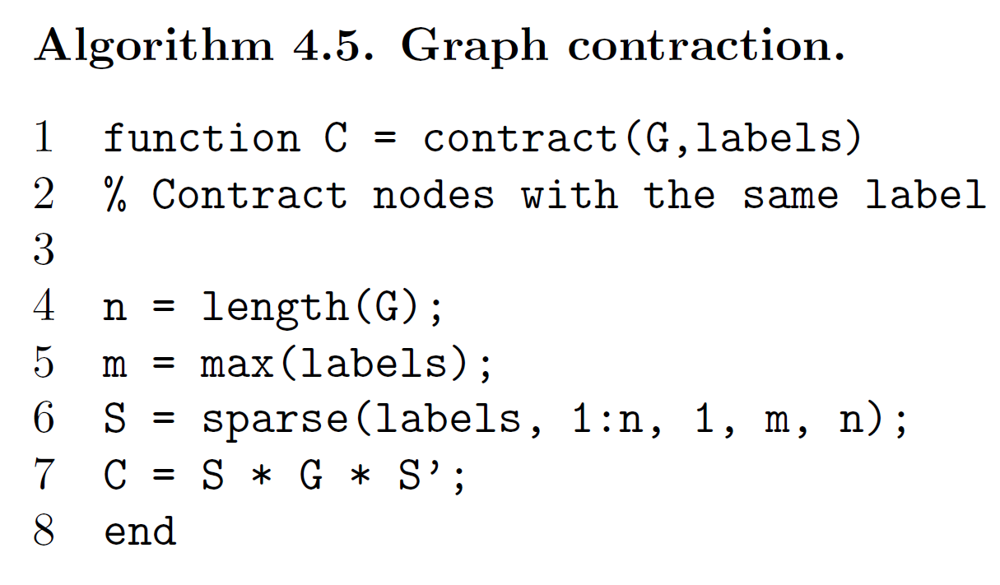 Algorithm 4.5. Graph contraction.
1 function C = contract(G,labels)
2 % Contract nodes with the same label
3
4 n = length(G);
5 m = max(labels);
6 S = sparse(labels, 1:n, 1, m, n);
7 C = S * G * S’;
8 end